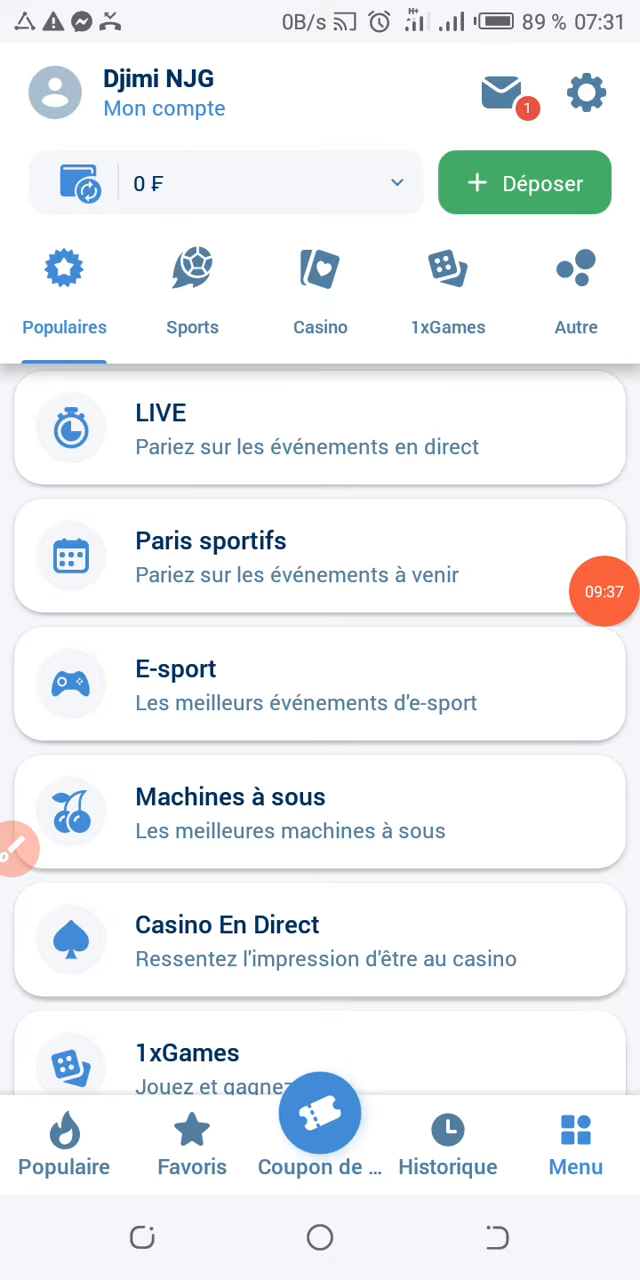 0B/s H+ 89 % 07:31
Djimi NJG
Mon compte
1
0 ₣
+ Déposer
Populaires Sports Casino 1xGames Autre
LIVE
Pariez sur les événements en direct
Paris sportifs
Pariez sur les événements à venir
09:37
E-sport
Les meilleurs événements d'e-sport
Machines à sous
Les meilleures machines à sous
Casino En Direct
Ressentez l'impression d'être au casino
1xGames
Jouez et gagnez
Populaire Favoris Coupon de ... Historique Menu